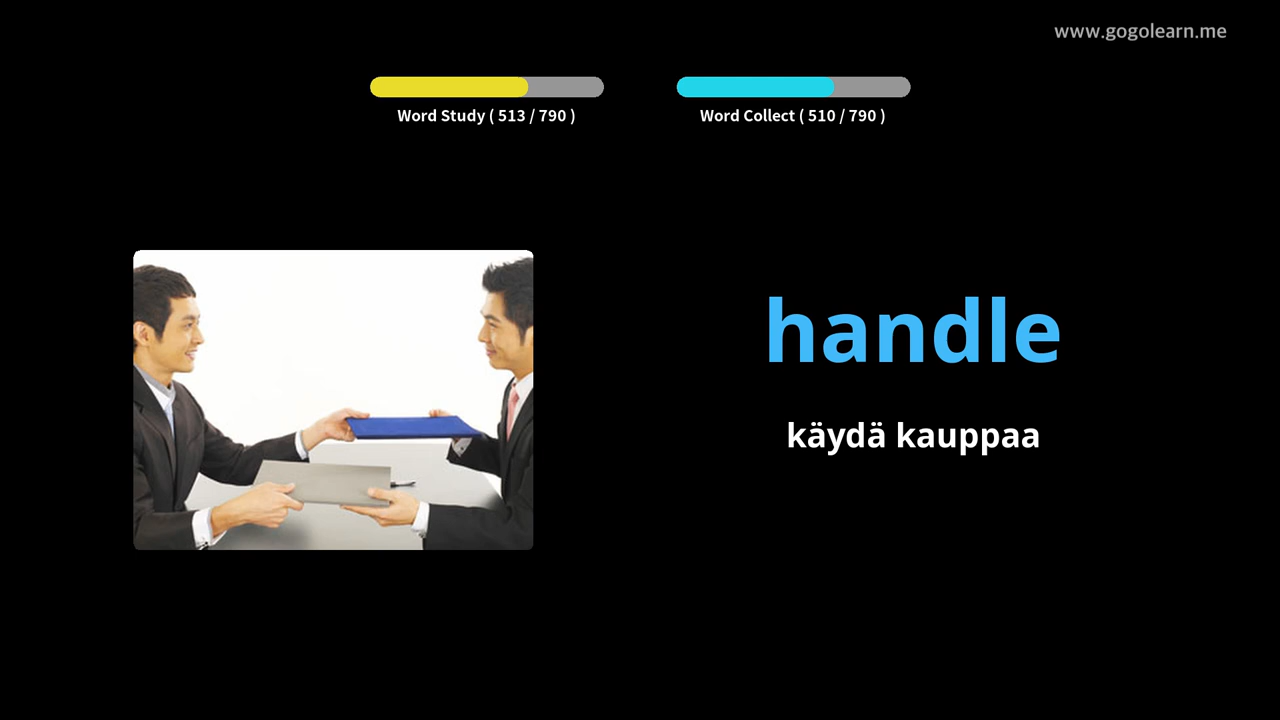 www.gogolearn.me
Word Study ( 513 / 790 )
Word Collect ( 510 / 790 )
handle
käydä kauppaa